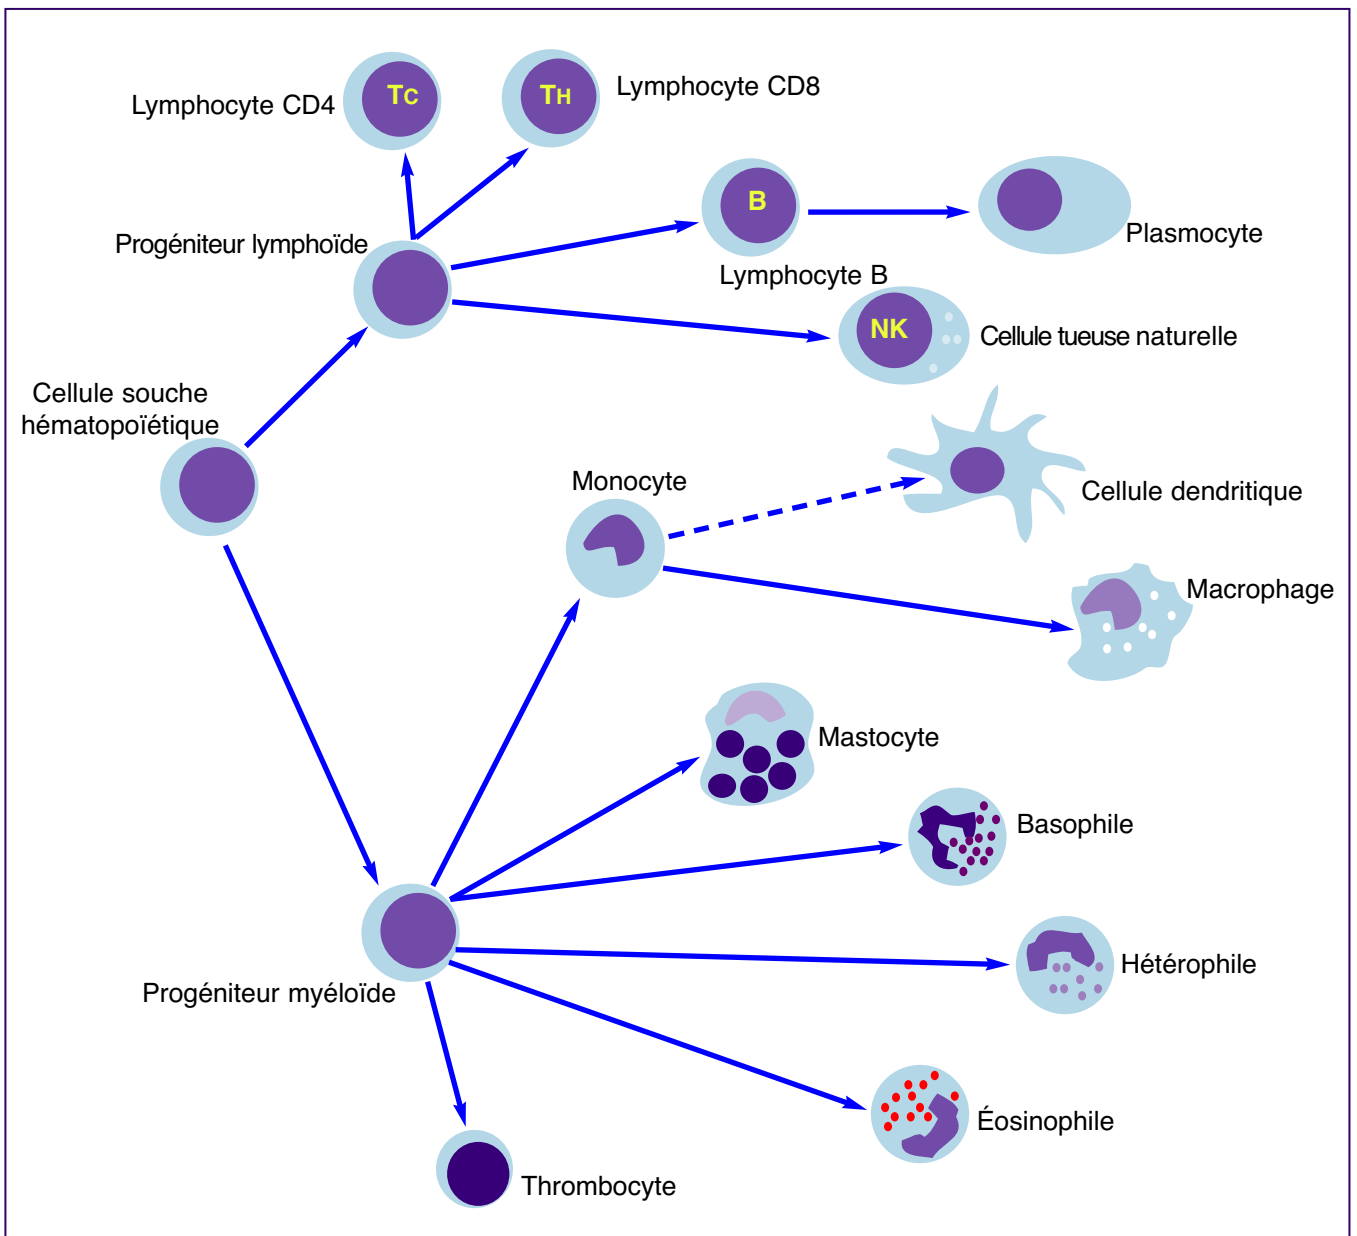 Lymphocyte CD4
Tc
TH
Lymphocyte CD8
Progéniteur lymphoïde
B
Lymphocyte B
Plasmocyte
NK
Cellule tueuse naturelle
Cellule souche
hématopoïétique
Monocyte
Cellule dendritique
Macrophage
Mastocyte
Basophile
Hétérophile
Progéniteur myéloïde
Éosinophile
Thrombocyte